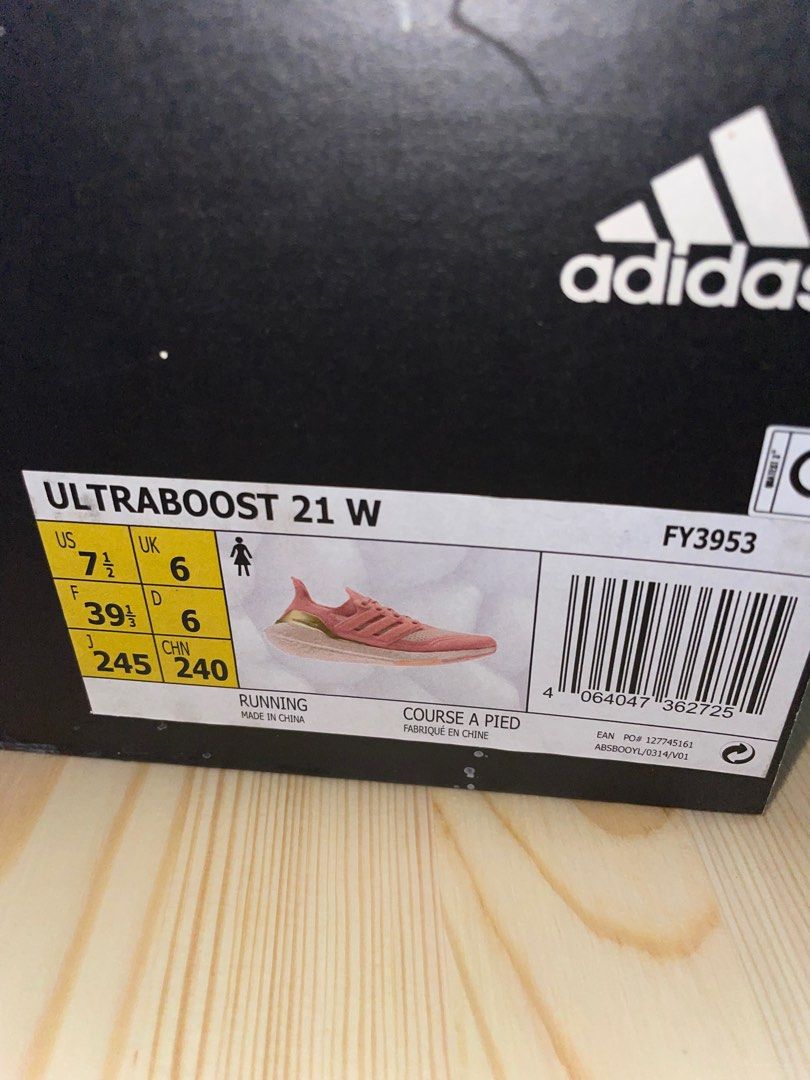 adidas
ULTRABOOST 21 W
FY3953
US 7½ UK 6
F 39⅓ D 6
J 245 CHN 240
4 064047 362725
RUNNING
MADE IN CHINA
COURSE A PIED
FABRIQUÉ EN CHINE
EAN PO# 127745161
ABSBOOYL/0314/V01